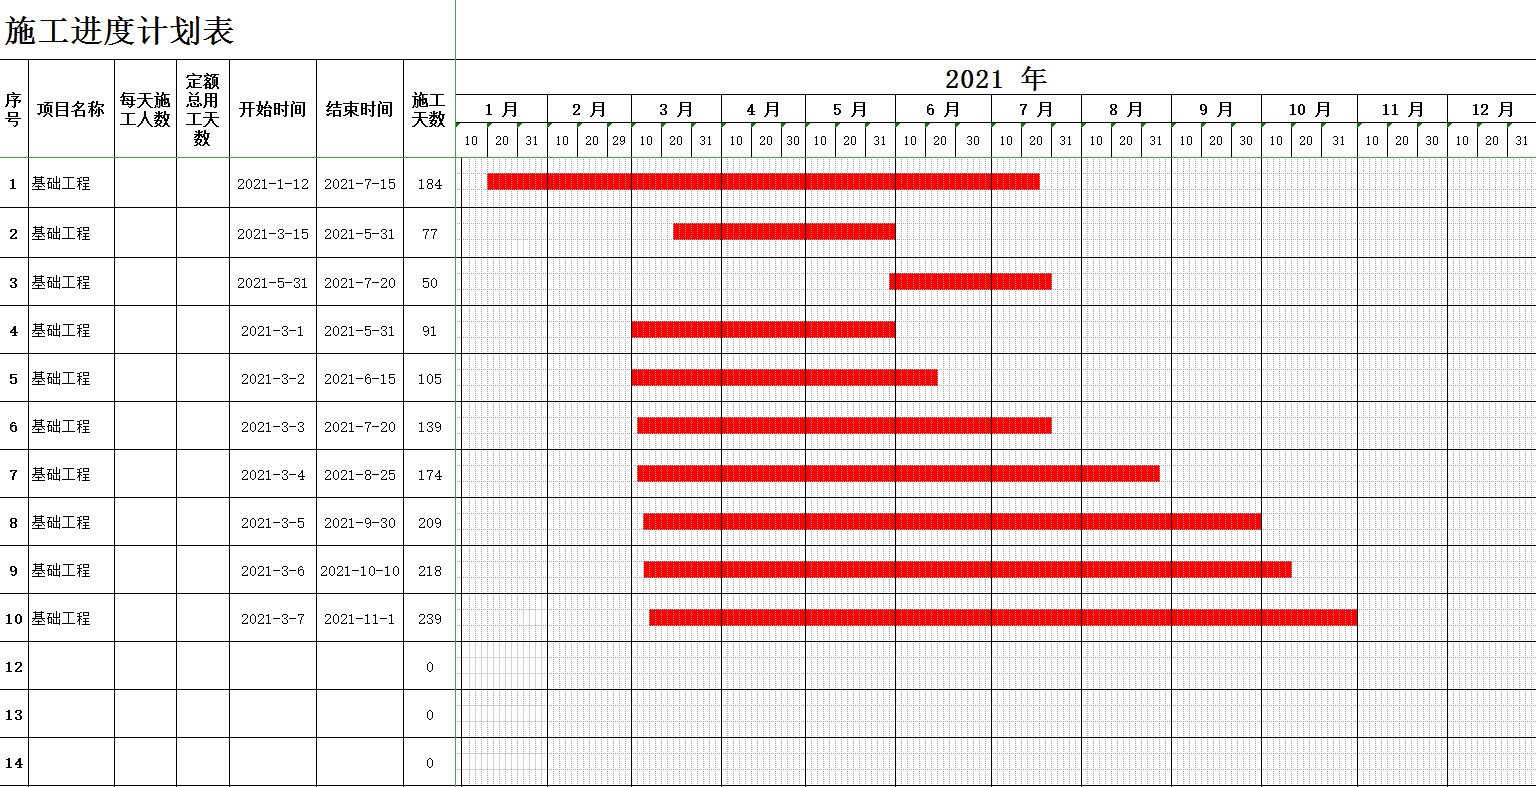 施工进度计划表
2021 年
序号 项目名称 每天施工人数 定额总用工天数 开始时间 结束时间 施工天数
1 月 2 月 3 月 4 月 5 月 6 月 7 月 8 月 9 月 10 月 11 月 12 月
10 20 31 10 20 29 10 20 31 10 20 30 10 20 31 10 20 30 10 20 31 10 20 31 10 20 30 10 20 31 10 20 30 10 20 31
1 基础工程 2021-1-12 2021-7-15 184
2 基础工程 2021-3-15 2021-5-31 77
3 基础工程 2021-5-31 2021-7-20 50
4 基础工程 2021-3-1 2021-5-31 91
5 基础工程 2021-3-2 2021-6-15 105
6 基础工程 2021-3-3 2021-7-20 139
7 基础工程 2021-3-4 2021-8-25 174
8 基础工程 2021-3-5 2021-9-30 209
9 基础工程 2021-3-6 2021-10-10 218
10 基础工程 2021-3-7 2021-11-1 239
12 0
13 0
14 0